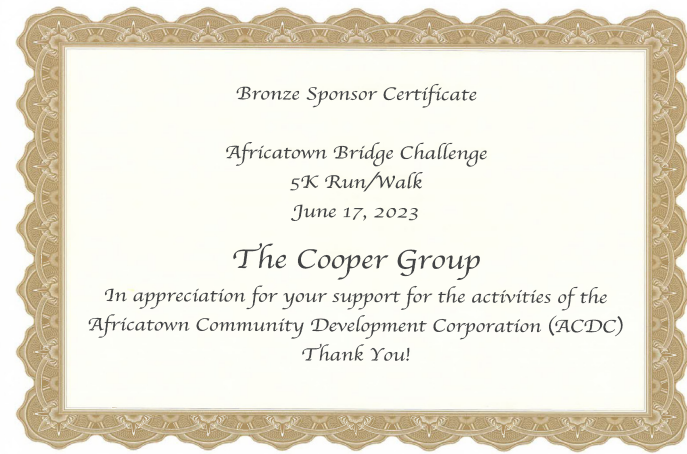 Bronze Sponsor Certificate
Africatown Bridge Challenge
5K Run/Walk
June 17, 2023
The Cooper Group
In appreciation for your support for the activities of the
Africatown Community Development Corporation (ACDC)
Thank You!